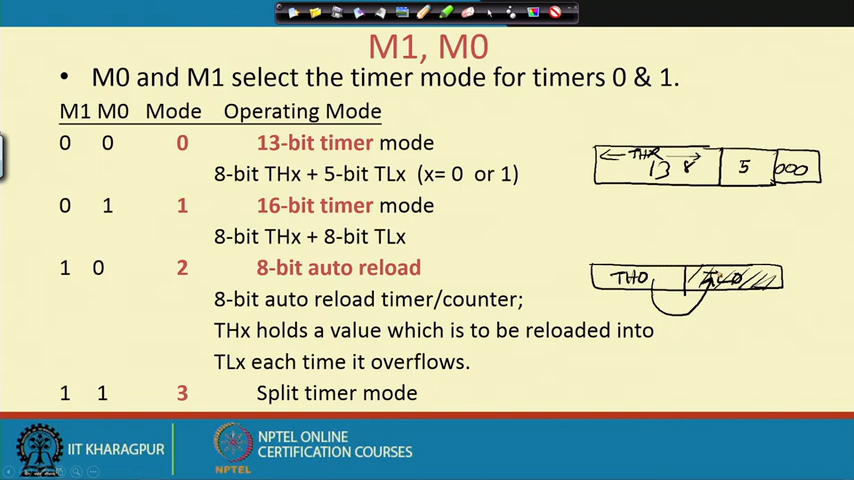 M1, M0
• M0 and M1 select the timer mode for timers 0 & 1.
M1 M0 Mode Operating Mode
0 0 0 13-bit timer mode
8-bit THx + 5-bit TLx (x= 0 or 1)
THX
13 8 5 000
0 1 1 16-bit timer mode
8-bit THx + 8-bit TLx
1 0 2 8-bit auto reload
TH0
8-bit auto reload timer/counter;
THx holds a value which is to be reloaded into
TLx each time it overflows.
1 1 3 Split timer mode
IIT KHARAGPUR
NPTEL
NPTEL ONLINE
CERTIFICATION COURSES